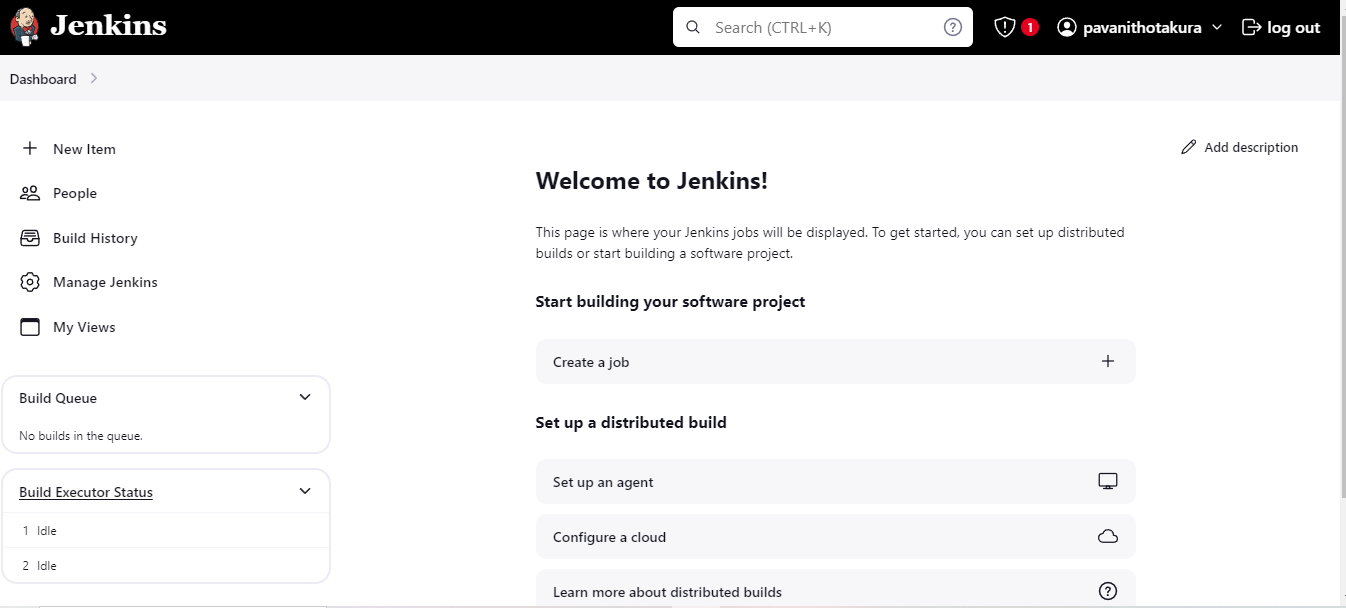 Jenkins
Search (CTRL+K)
1
pavanithotakura
log out
Dashboard
New Item
People
Build History
Manage Jenkins
My Views
Build Queue
No builds in the queue.
Build Executor Status
1 Idle
2 Idle
Add description
Welcome to Jenkins!
This page is where your Jenkins jobs will be displayed. To get started, you can set up distributed
builds or start building a software project.
Start building your software project
Create a job
Set up a distributed build
Set up an agent
Configure a cloud
Learn more about distributed builds